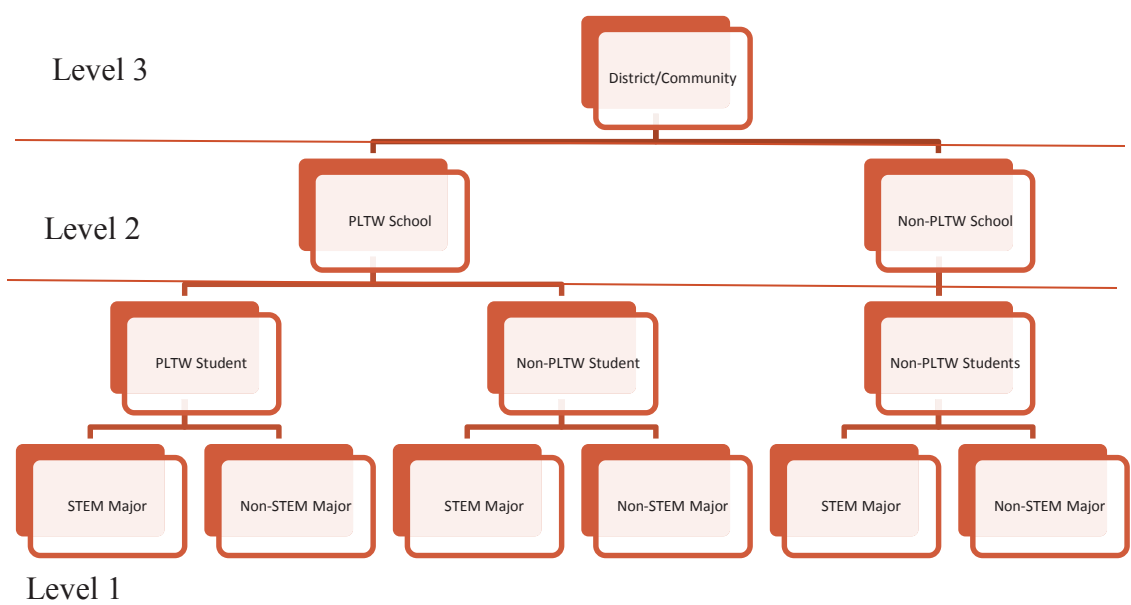 Level 3
District/Community
PLTW School
Non-PLTW School
Level 2
PLTW Student
Non-PLTW Student
Non-PLTW Students
STEM Major
Non-STEM Major
STEM Major
Non-STEM Major
STEM Major
Non-STEM Major
Level 1